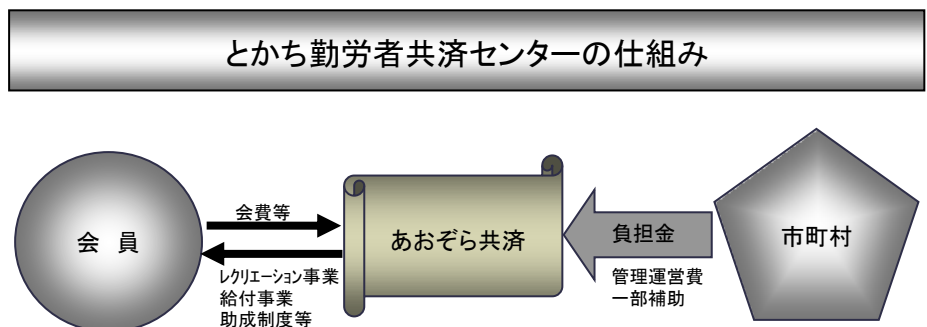 とかち勤労者共済センターの仕組み
会 員
会費等
レクリエーション事業
給付事業
助成制度等
あおぞら共済
負担金
管理運営費
一部補助
市町村